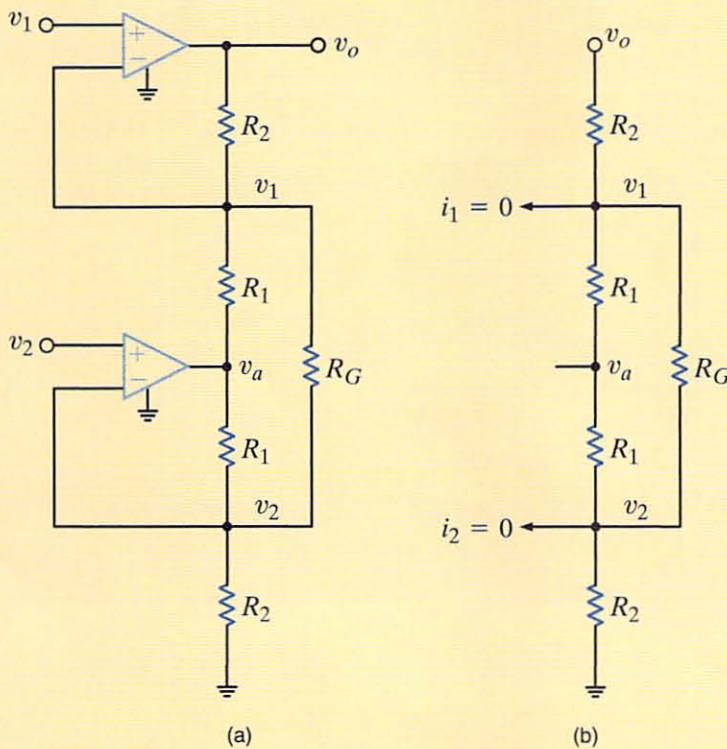 v1
+
−
vo
R2
v1
R1
v2
+
−
va
RG
R1
v2
R2
(a)
vo
R2
i1 = 0
v1
R1
va
RG
R1
i2 = 0
v2
R2
(b)